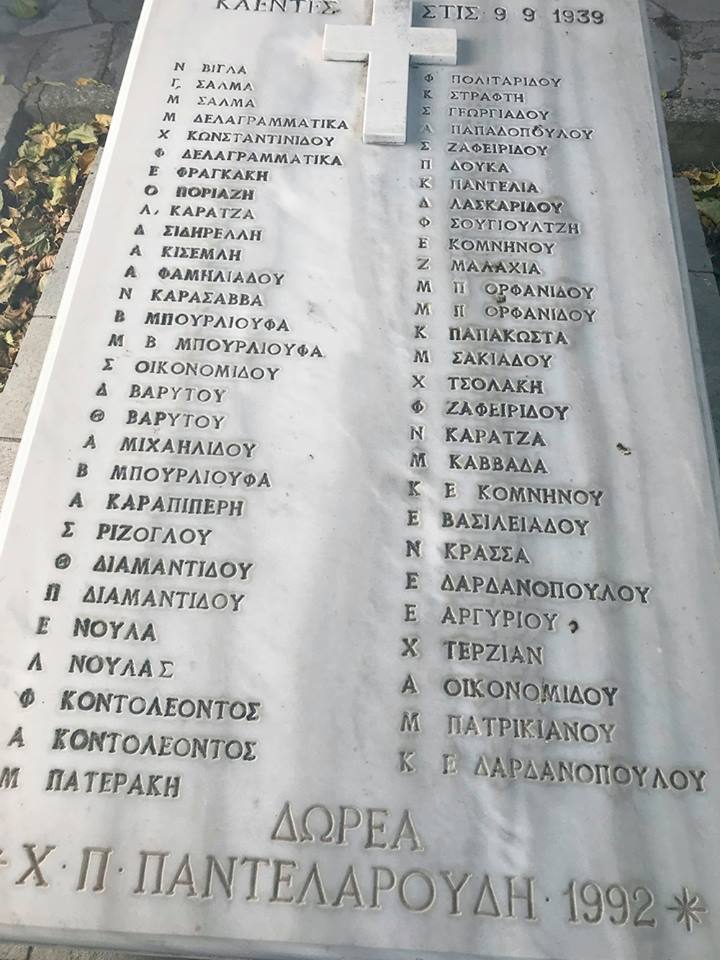 ΚΛΕΝΤΕΣ ΣΤΙΣ 9 9 1939
Ν ΒΙΓΛΑ
Γ. ΣΑΛΜΑ
Μ ΣΑΛΜΑ
Μ ΔΕΛΑΓΡΑΜΜΑΤΙΚΑ
Χ ΚΩΝΣΤΑΝΤΙΝΙΔΟΥ
Φ ΔΕΛΑΓΡΑΜΜΑΤΙΚΑ
Ε ΦΡΑΓΚΑΚΗ
Ο ΠΟΡΙΑΖΗ
Λ. ΚΑΡΑΤΖΑ
Δ ΣΙΔΗΡΕΛΛΗ
Α ΚΙΣΕΜΛΗ
Α ΦΑΜΗΛΙΑΔΟΥ
Ν ΚΑΡΑΣΑΒΒΑ
Β ΜΠΟΥΡΛΙΟΥΦΑ
Μ Β ΜΠΟΥΡΛΙΟΥΦΑ
Σ ΟΙΚΟΝΟΜΙΔΟΥ
Δ ΒΑΡΥΤΟΥ
Θ ΒΑΡΥΤΟΥ
Α ΜΙΧΑΗΛΙΔΟΥ
Β ΜΠΟΥΡΛΙΟΥΦΑ
Α ΚΑΡΑΠΙΠΕΡΗ
Σ ΡΙΖΟΓΛΟΥ
Θ ΔΙΑΜΑΝΤΙΔΟΥ
Π ΔΙΑΜΑΝΤΙΔΟΥ
Ε ΝΟΥΛΑ
Λ ΝΟΥΛΑΣ
Φ ΚΟΝΤΟΛΕΟΝΤΟΣ
Α ΚΟΝΤΟΛΕΟΝΤΟΣ
Μ ΠΑΤΕΡΑΚΗ
Φ ΠΟΛΙΤΑΡΙΔΟΥ
Κ ΣΤΡΑΦΤΗ
Σ ΓΕΩΡΓΙΑΔΟΥ
Α ΠΑΠΑΔΟΠΟΥΛΟΥ
Σ ΖΑΦΕΙΡΙΔΟΥ
Π ΔΟΥΚΑ
Κ ΠΑΝΤΕΛΙΑ
Δ ΛΑΣΚΑΡΙΔΟΥ
Φ ΣΟΥΓΙΟΥΛΤΖΗ
Ε ΚΟΜΝΗΝΟΥ
Ζ ΜΑΛΑΧΙΑ
Μ Π ΟΡΦΑΝΙΔΟΥ
Μ Π ΟΡΦΑΝΙΔΟΥ
Κ ΠΑΠΑΚΩΣΤΑ
Μ ΣΑΚΙΑΔΟΥ
Χ ΤΣΟΛΑΚΗ
Φ ΖΑΦΕΙΡΙΔΟΥ
Ν ΚΑΡΑΤΖΑ
Μ ΚΑΒΒΑΔΑ
Κ Ε ΚΟΜΝΗΝΟΥ
Ε ΒΑΣΙΛΕΙΑΔΟΥ
Ν ΚΡΑΣΣΑ
Ε ΔΑΡΔΑΝΟΠΟΥΛΟΥ
Ε ΑΡΓΥΡΙΟΥ
Χ ΤΕΡΖΙΑΝ
Α ΟΙΚΟΝΟΜΙΔΟΥ
Μ ΠΑΤΡΙΚΙΑΝΟΥ
Κ Ε ΔΑΡΔΑΝΟΠΟΥΛΟΥ
ΔΩΡΕΑ
Χ·Π·ΠΑΝΤΕΛΑΡΟΥΔΗ·1992